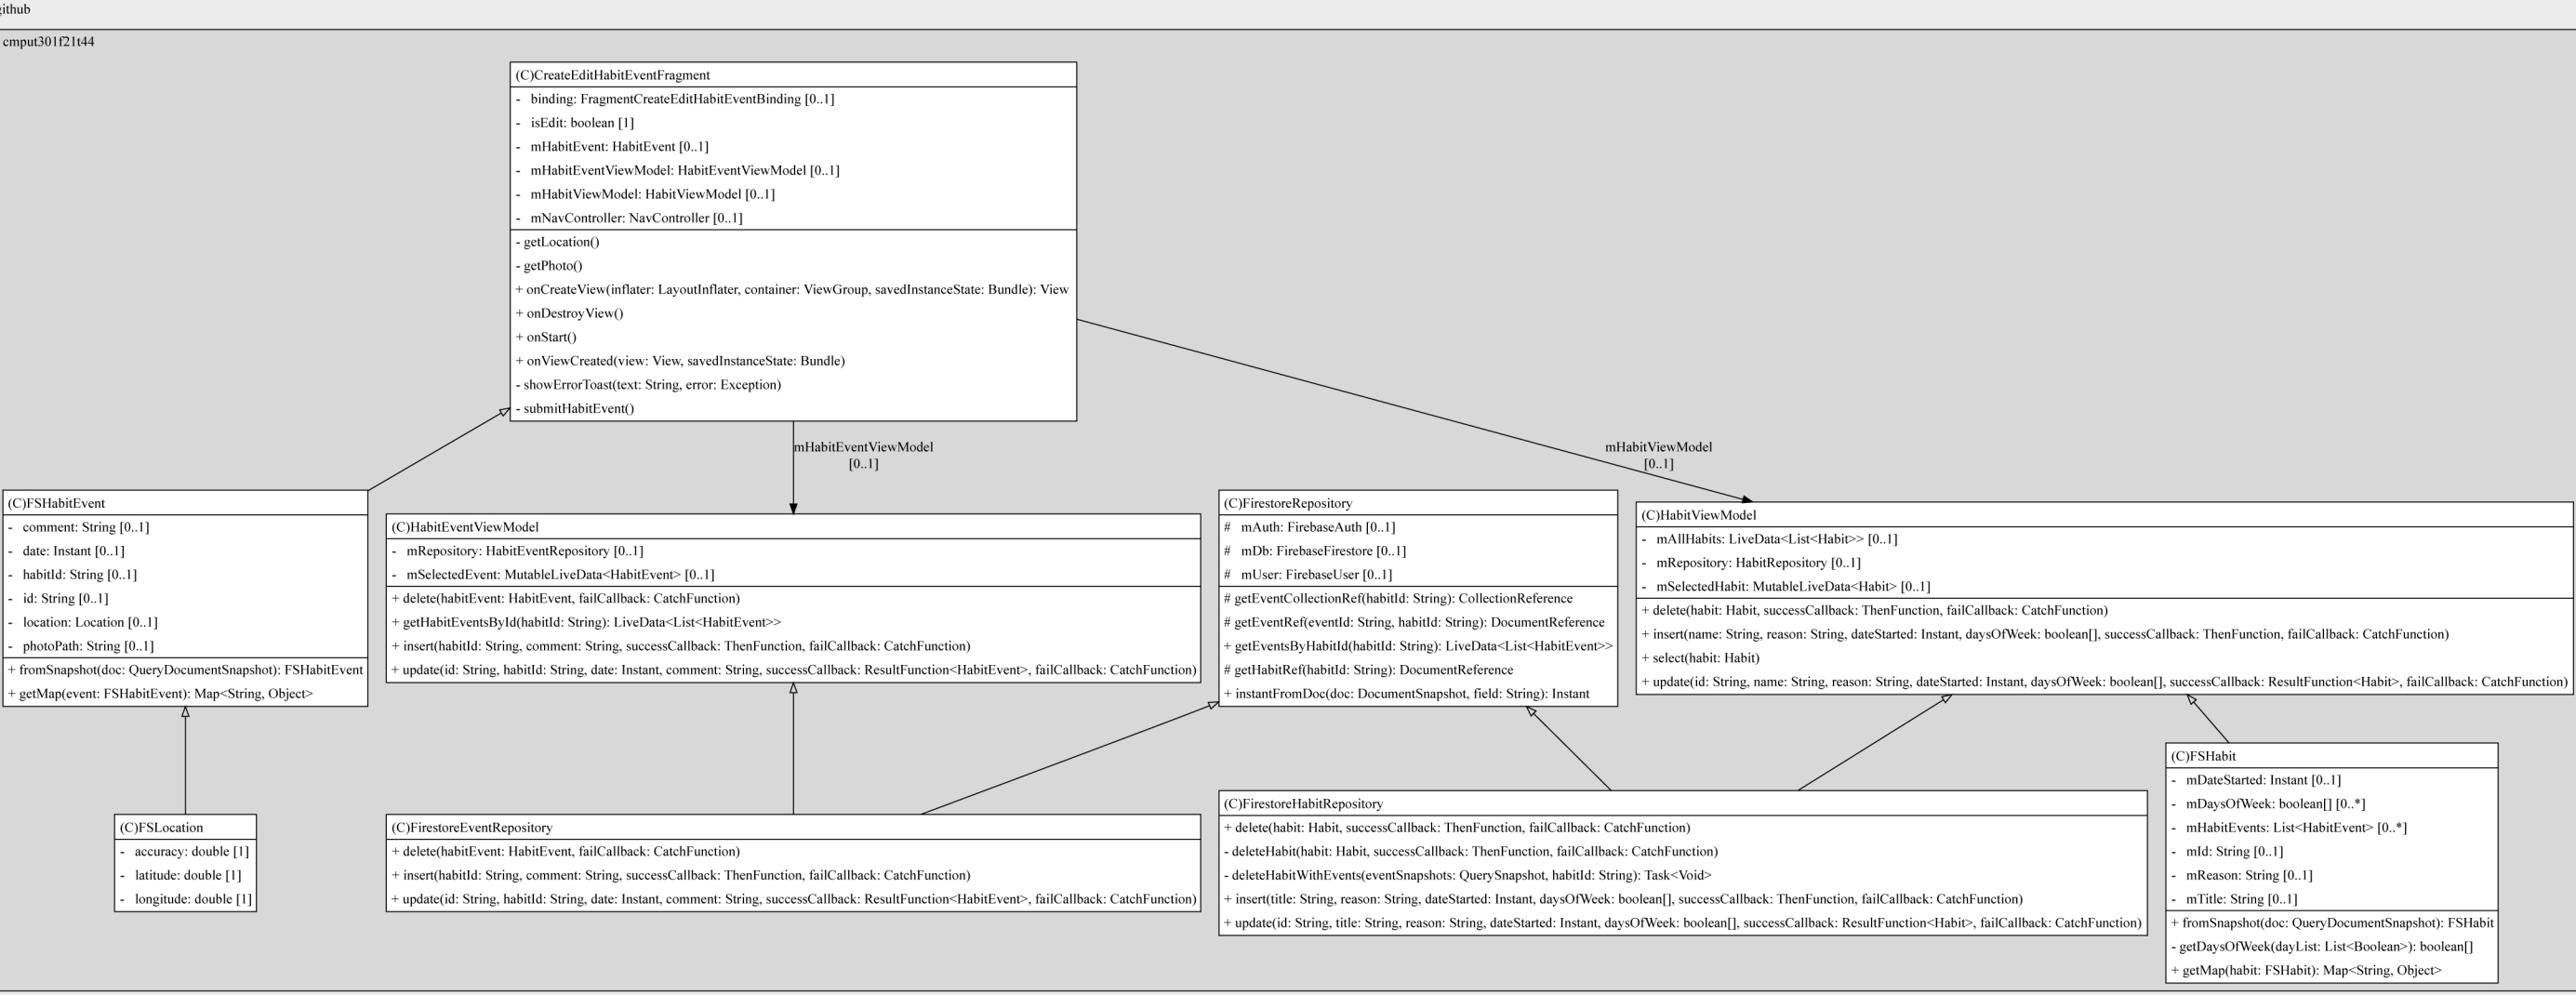 github
cmput301f21t44
(C)CreateEditHabitEventFragment
- binding: FragmentCreateEditHabitEventBinding [0..1]
- isEdit: boolean [1]
- mHabitEvent: HabitEvent [0..1]
- mHabitEventViewModel: HabitEventViewModel [0..1]
- mHabitViewModel: HabitViewModel [0..1]
- mNavController: NavController [0..1]
- getLocation()
- getPhoto()
+ onCreateView(inflater: LayoutInflater, container: ViewGroup, savedInstanceState: Bundle): View
+ onDestroyView()
+ onStart()
+ onViewCreated(view: View, savedInstanceState: Bundle)
- showErrorToast(text: String, error: Exception)
- submitHabitEvent()
mHabitEventViewModel
[0..1]
mHabitViewModel
[0..1]
(C)FSHabitEvent
- comment: String [0..1]
- date: Instant [0..1]
- habitId: String [0..1]
- id: String [0..1]
- location: Location [0..1]
- photoPath: String [0..1]
+ fromSnapshot(doc: QueryDocumentSnapshot): FSHabitEvent
+ getMap(event: FSHabitEvent): Map<String, Object>
(C)HabitEventViewModel
- mRepository: HabitEventRepository [0..1]
- mSelectedEvent: MutableLiveData<HabitEvent> [0..1]
+ delete(habitEvent: HabitEvent, failCallback: CatchFunction)
+ getHabitEventsById(habitId: String): LiveData<List<HabitEvent>>
+ insert(habitId: String, comment: String, successCallback: ThenFunction, failCallback: CatchFunction)
+ update(id: String, habitId: String, date: Instant, comment: String, successCallback: ResultFunction<HabitEvent>, failCallback: CatchFunction)
(C)FirestoreRepository
# mAuth: FirebaseAuth [0..1]
# mDb: FirebaseFirestore [0..1]
# mUser: FirebaseUser [0..1]
# getEventCollectionRef(habitId: String): CollectionReference
# getEventRef(eventId: String, habitId: String): DocumentReference
+ getEventsByHabitId(habitId: String): LiveData<List<HabitEvent>>
# getHabitRef(habitId: String): DocumentReference
+ instantFromDoc(doc: DocumentSnapshot, field: String): Instant
(C)HabitViewModel
- mAllHabits: LiveData<List<Habit>> [0..1]
- mRepository: HabitRepository [0..1]
- mSelectedHabit: MutableLiveData<Habit> [0..1]
+ delete(habit: Habit, successCallback: ThenFunction, failCallback: CatchFunction)
+ insert(name: String, reason: String, dateStarted: Instant, daysOfWeek: boolean[], successCallback: ThenFunction, failCallback: CatchFunction)
+ select(habit: Habit)
+ update(id: String, name: String, reason: String, dateStarted: Instant, daysOfWeek: boolean[], successCallback: ResultFunction<Habit>, failCallback: CatchFunction)
(C)FSLocation
- accuracy: double [1]
- latitude: double [1]
- longitude: double [1]
(C)FirestoreEventRepository
+ delete(habitEvent: HabitEvent, failCallback: CatchFunction)
+ insert(habitId: String, comment: String, successCallback: ThenFunction, failCallback: CatchFunction)
+ update(id: String, habitId: String, date: Instant, comment: String, successCallback: ResultFunction<HabitEvent>, failCallback: CatchFunction)
(C)FirestoreHabitRepository
+ delete(habit: Habit, successCallback: ThenFunction, failCallback: CatchFunction)
- deleteHabit(habit: Habit, successCallback: ThenFunction, failCallback: CatchFunction)
- deleteHabitWithEvents(eventSnapshots: QuerySnapshot, habitId: String): Task<Void>
+ insert(title: String, reason: String, dateStarted: Instant, daysOfWeek: boolean[], successCallback: ThenFunction, failCallback: CatchFunction)
+ update(id: String, title: String, reason: String, dateStarted: Instant, daysOfWeek: boolean[], successCallback: ResultFunction<Habit>, failCallback: CatchFunction)
(C)FSHabit
- mDateStarted: Instant [0..1]
- mDaysOfWeek: boolean[] [0..*]
- mHabitEvents: List<HabitEvent> [0..*]
- mId: String [0..1]
- mReason: String [0..1]
- mTitle: String [0..1]
+ fromSnapshot(doc: QueryDocumentSnapshot): FSHabit
- getDaysOfWeek(dayList: List<Boolean>): boolean[]
+ getMap(habit: FSHabit): Map<String, Object>